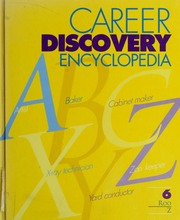 CAREER
DISCOVERY
ENCYCLOPEDIA
A
B
C
Baker
Cabinet maker
X
Y
Z
X-ray technician
Zoo keeper
Yard conductor
6